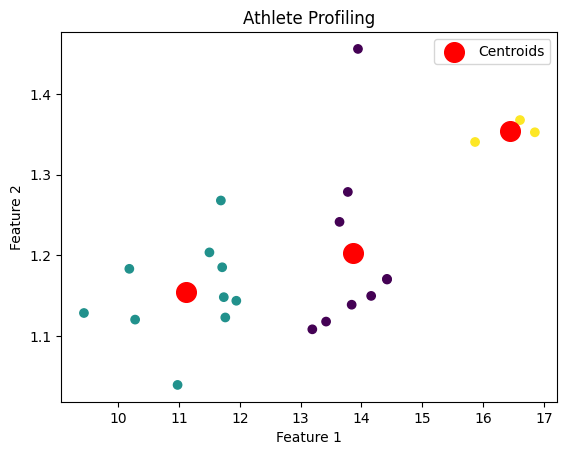 Athlete Profiling
Centroids
Feature 2
1.4
1.3
1.2
1.1
10 11 12 13 14 15 16 17
Feature 1